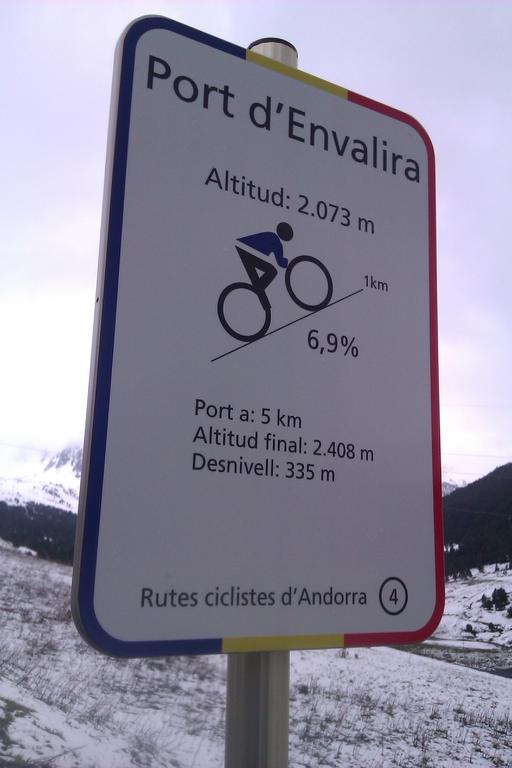 Port d'Envalira
Altitud: 2.073 m
1km
6,9%
Port a: 5 km
Altitud final: 2.408 m
Desnivell: 335 m
Rutes ciclistes d'Andorra 4